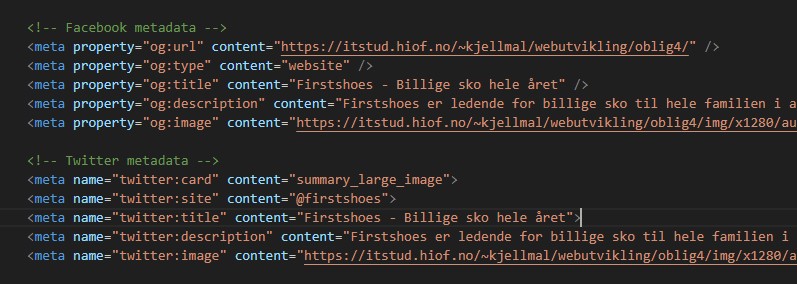 <!-- Facebook metadata -->
<meta property="og:url" content="https://itstud.hiof.no/~kjellmal/webutvikling/oblig4/" />
<meta property="og:type" content="website" />
<meta property="og:title" content="Firstshoes - Billige sko hele året" />
<meta property="og:description" content="Firstshoes er ledende for billige sko til hele familien i a
<meta property="og:image" content="https://itstud.hiof.no/~kjellmal/webutvikling/oblig4/img/x1280/au
<!-- Twitter metadata -->
<meta name="twitter:card" content="summary_large_image">
<meta name="twitter:site" content="@firstshoes">
<meta name="twitter:title" content="Firstshoes - Billige sko hele året">
<meta name="twitter:description" content="Firstshoes er ledende for billige sko til hele familien i
<meta name="twitter:image" content="https://itstud.hiof.no/~kjellmal/webutvikling/oblig4/img/x1280/a